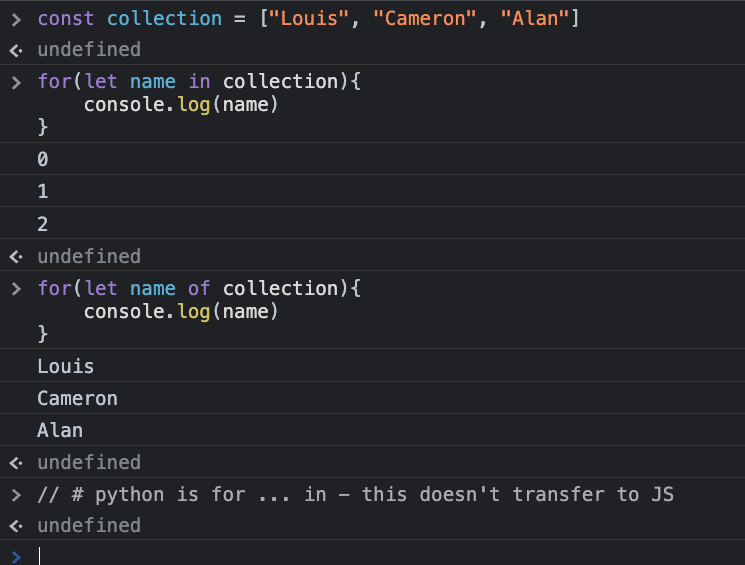 const collection = ["Louis", "Cameron", "Alan"]
undefined
for(let name in collection){
    console.log(name)
}
0
1
2
undefined
for(let name of collection){
    console.log(name)
}
Louis
Cameron
Alan
undefined
// # python is for ... in – this doesn't transfer to JS
undefined